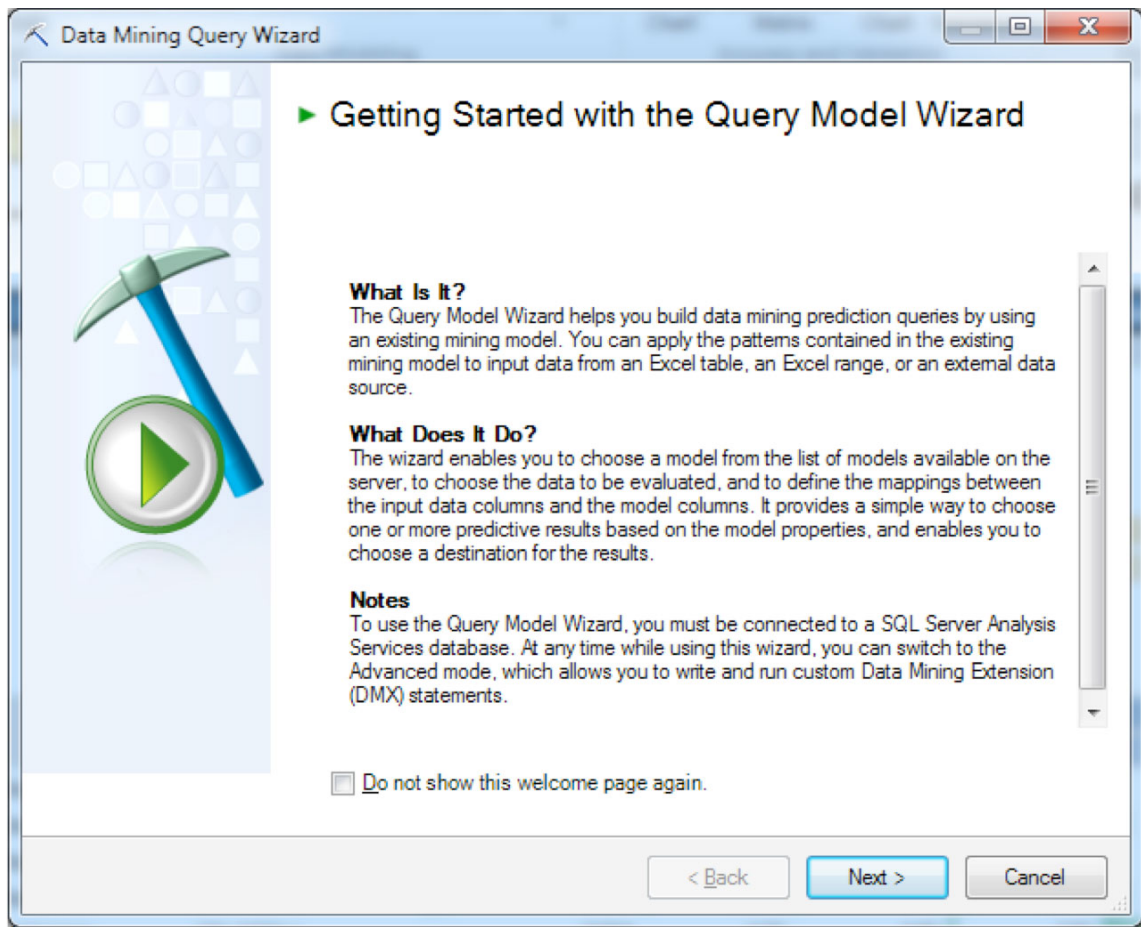 Data Mining Query Wizard
Getting Started with the Query Model Wizard
What Is It?
The Query Model Wizard helps you build data mining prediction queries by using
an existing mining model. You can apply the patterns contained in the existing
mining model to input data from an Excel table, an Excel range, or an external data
source.
What Does It Do?
The wizard enables you to choose a model from the list of models available on the
server, to choose the data to be evaluated, and to define the mappings between
the input data columns and the model columns. It provides a simple way to choose
one or more predictive results based on the model properties, and enables you to
choose a destination for the results.
Notes
To use the Query Model Wizard, you must be connected to a SQL Server Analysis
Services database. At any time while using this wizard, you can switch to the
Advanced mode, which allows you to write and run custom Data Mining Extension
(DMX) statements.
Do not show this welcome page again.
< Back Next > Cancel